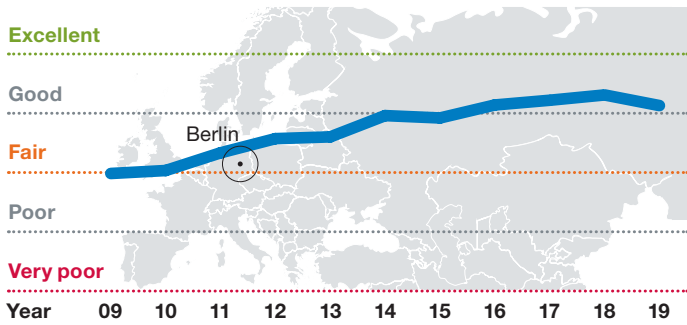 Excellent
Good
Berlin
Fair
Poor
Very poor
Year 09 10 11 12 13 14 15 16 17 18 19